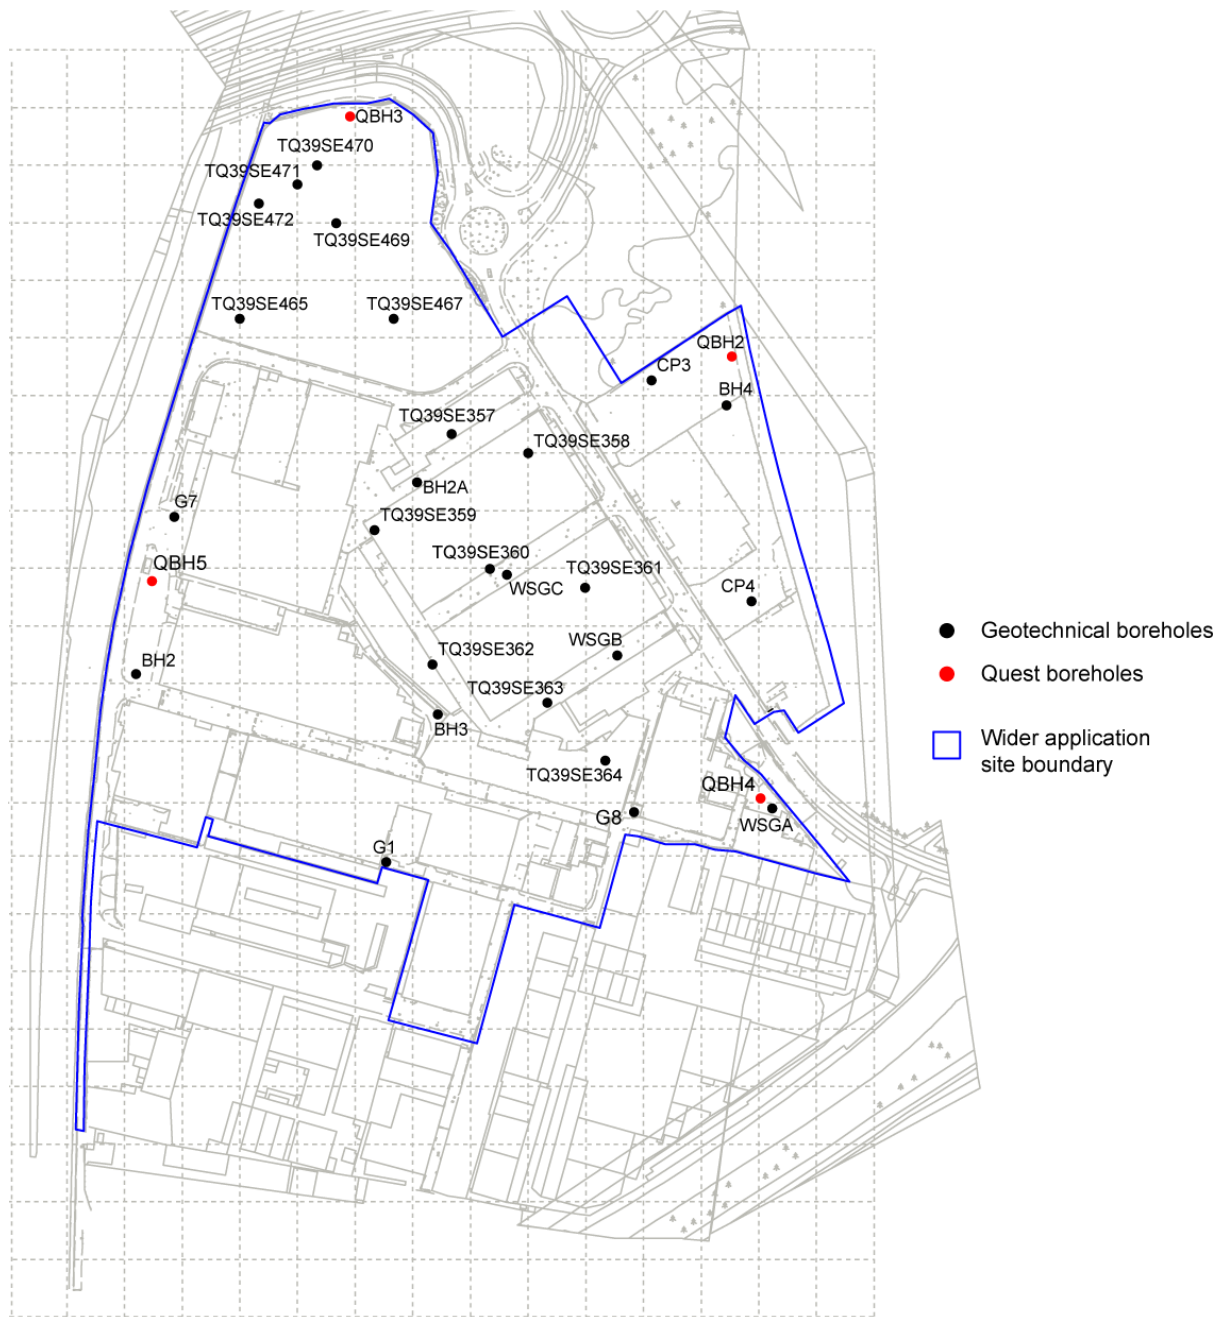 QBH3
TQ39SE470
TQ39SE471
TQ39SE472
TQ39SE469
TQ39SE465
TQ39SE467
QBH2
CP3
BH4
TQ39SE357
TQ39SE358
BH2A
G7
TQ39SE359
TQ39SE360
QBH5
TQ39SE361
WSGC
CP4
Geotechnical boreholes
WSGB
TQ39SE362
BH2
Quest boreholes
TQ39SE363
BH3
Wider application
site boundary
TQ39SE364
QBH4
G8
WSGA
G1